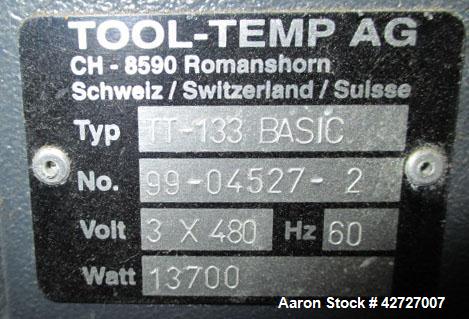 TOOL-TEMP AG
CH - 8590 Romanshorn
Schweiz / Switzerland / Suisse
Typ TT-133 BASIC
No. 99-04527-2
Volt 3 X 480 Hz 60
Watt 13700
Aaron Stock # 42727007